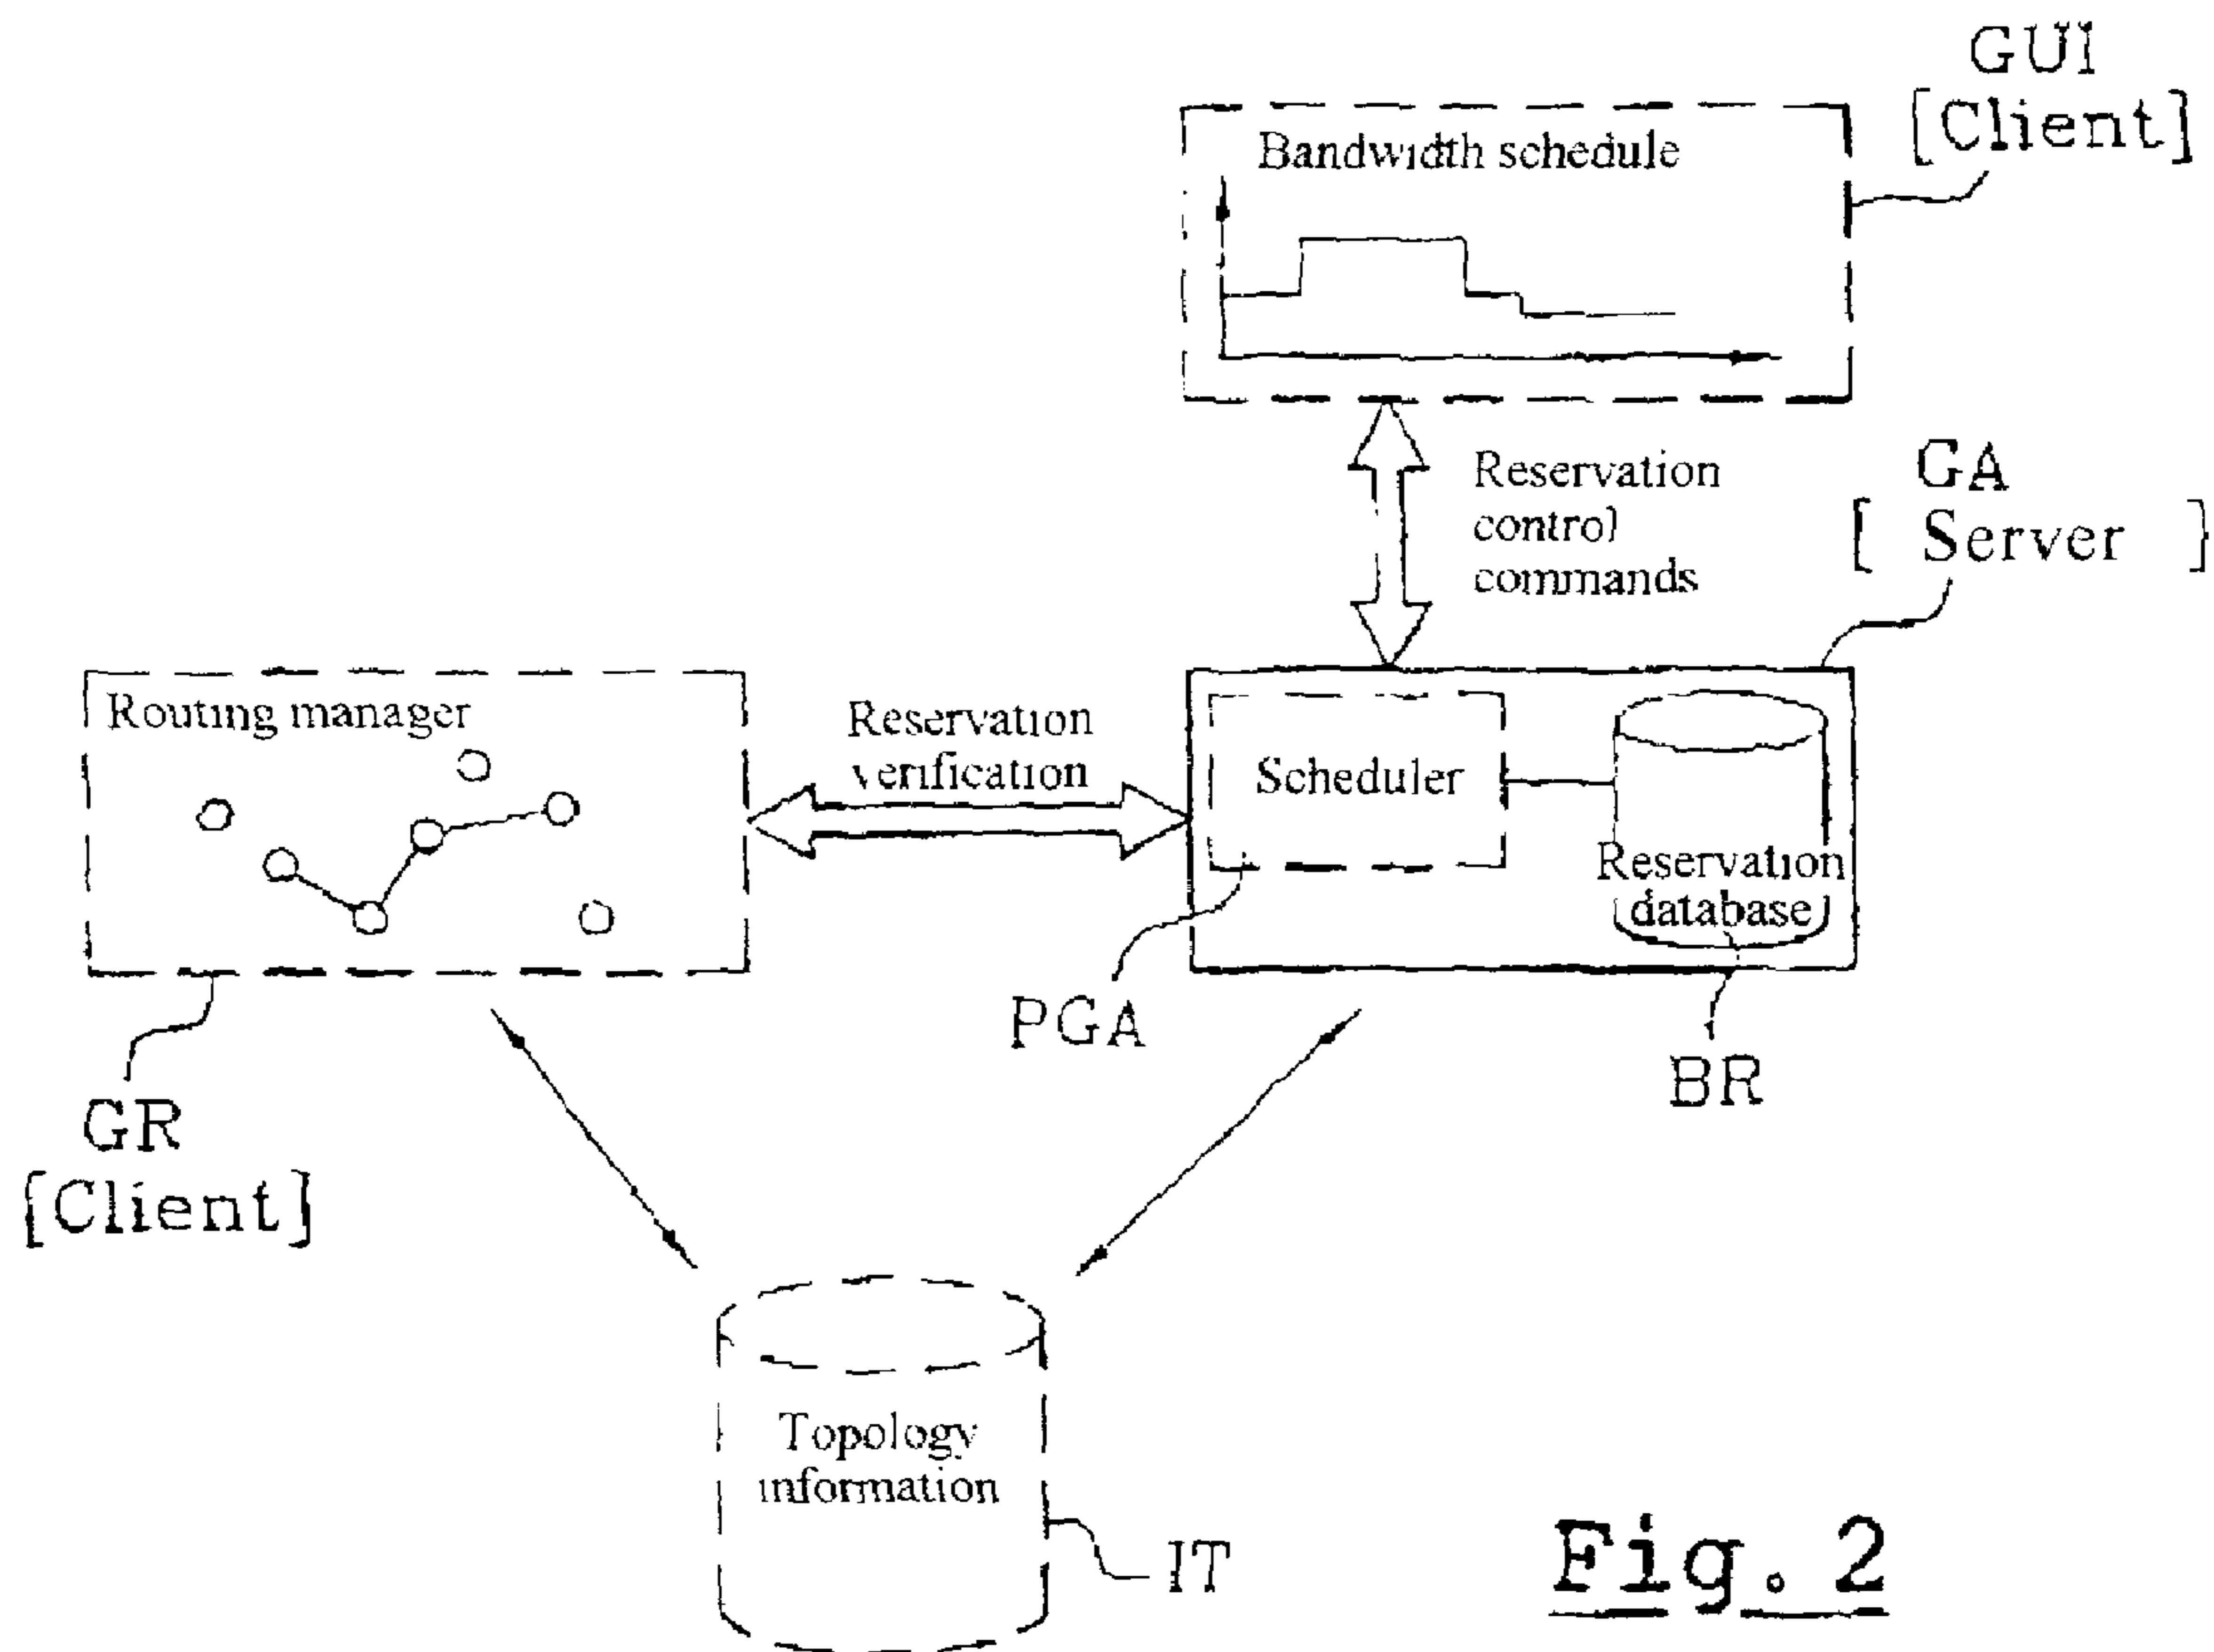 GUI
[Client]
Bandwidth schedule
Reservation
control
commands
GA
[ Server ]
Routing manager
Reservation
verification
Scheduler
Reservation
database
PGA
BR
GR
[Client]
Topology
information
IT
Fig. 2